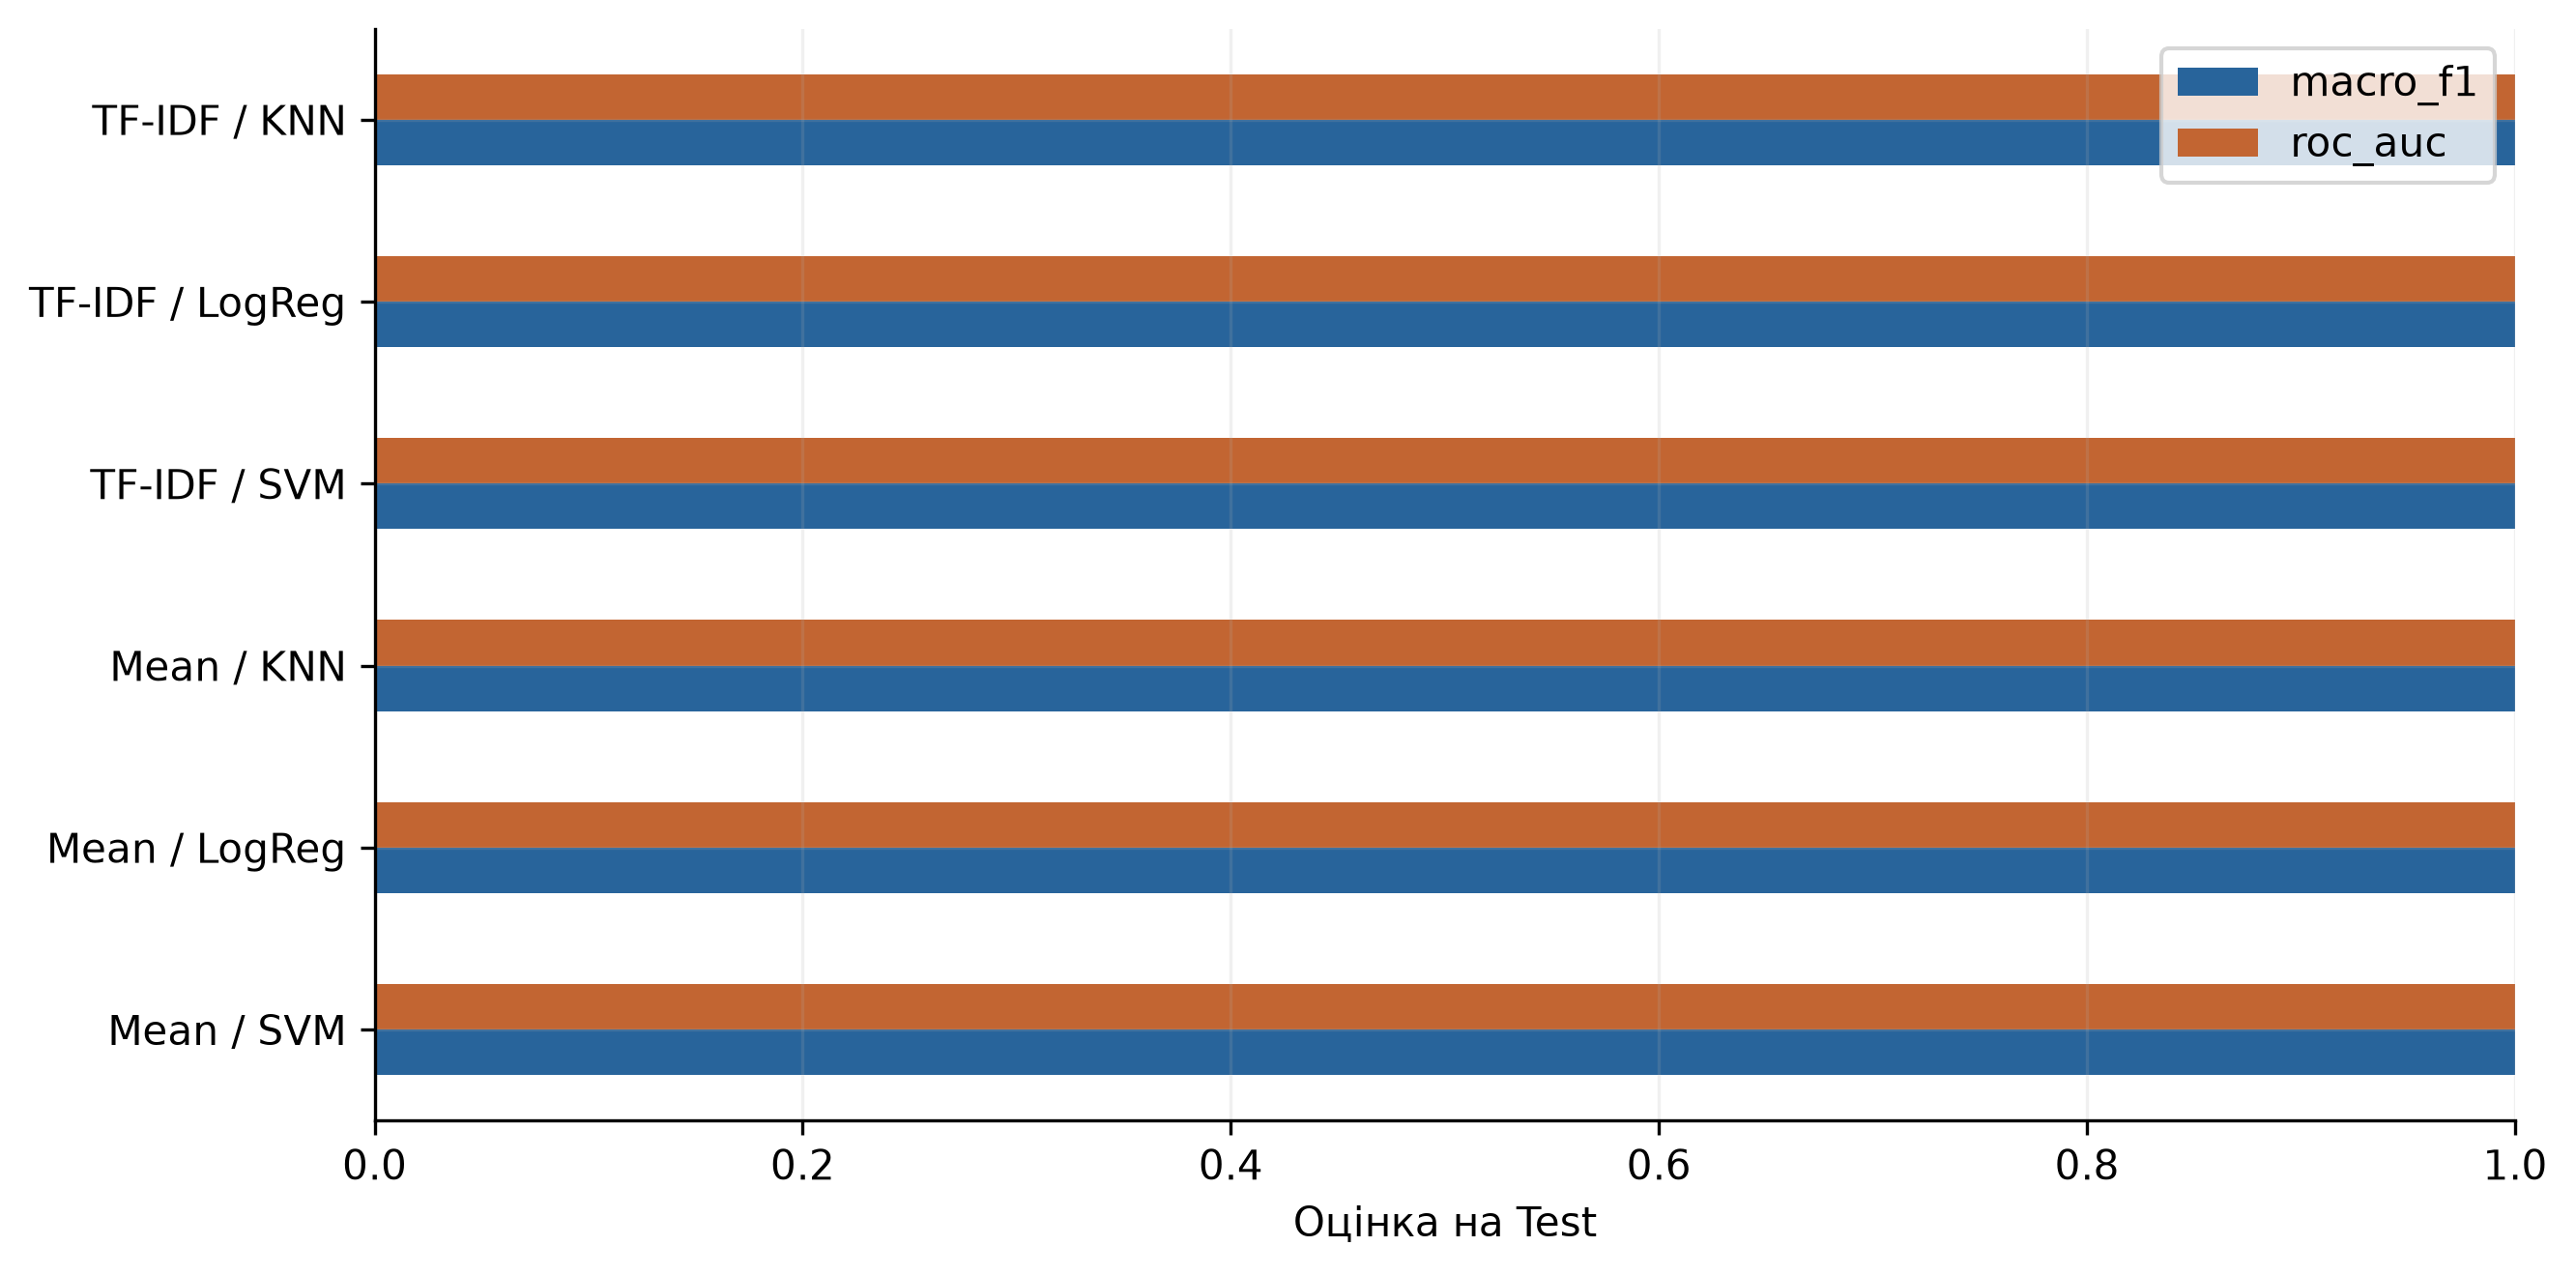 macro_f1
roc_auc
TF-IDF / KNN
TF-IDF / LogReg
TF-IDF / SVM
Mean / KNN
Mean / LogReg
Mean / SVM
0.0 0.2 0.4 0.6 0.8 1.0
Оцінка на Test